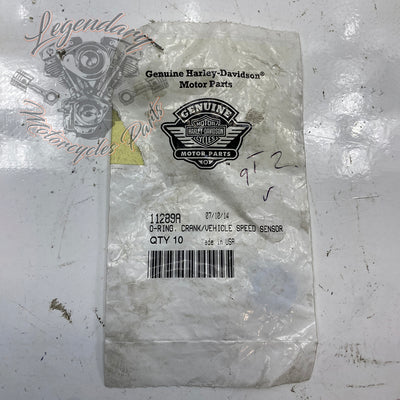 Legendary
Motorcycles Parts
Genuine Harley-Davidson®
Motor Parts
GENUINE
MOTOR
HARLEY-DAVIDSON
CYCLES
MOTOR PARTS
11289A 07/10/14
O-RING, CRANK/VEHICLE SPEED SENSOR
QTY 10 Made in USA